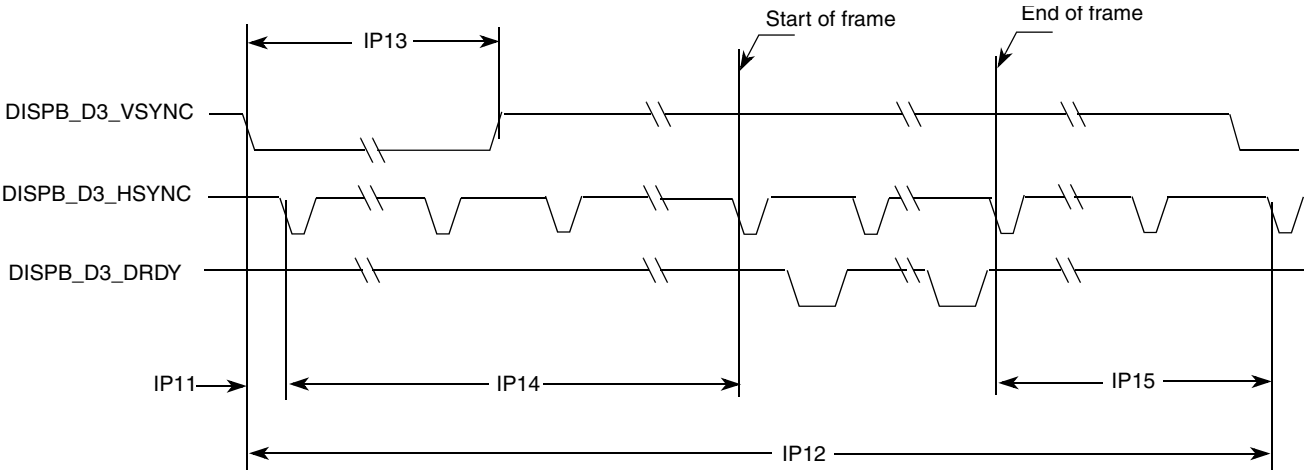 Start of frame
End of frame
IP13
DISPB_D3_VSYNC
DISPB_D3_HSYNC
DISPB_D3_DRDY
IP11
IP14
IP15
IP12